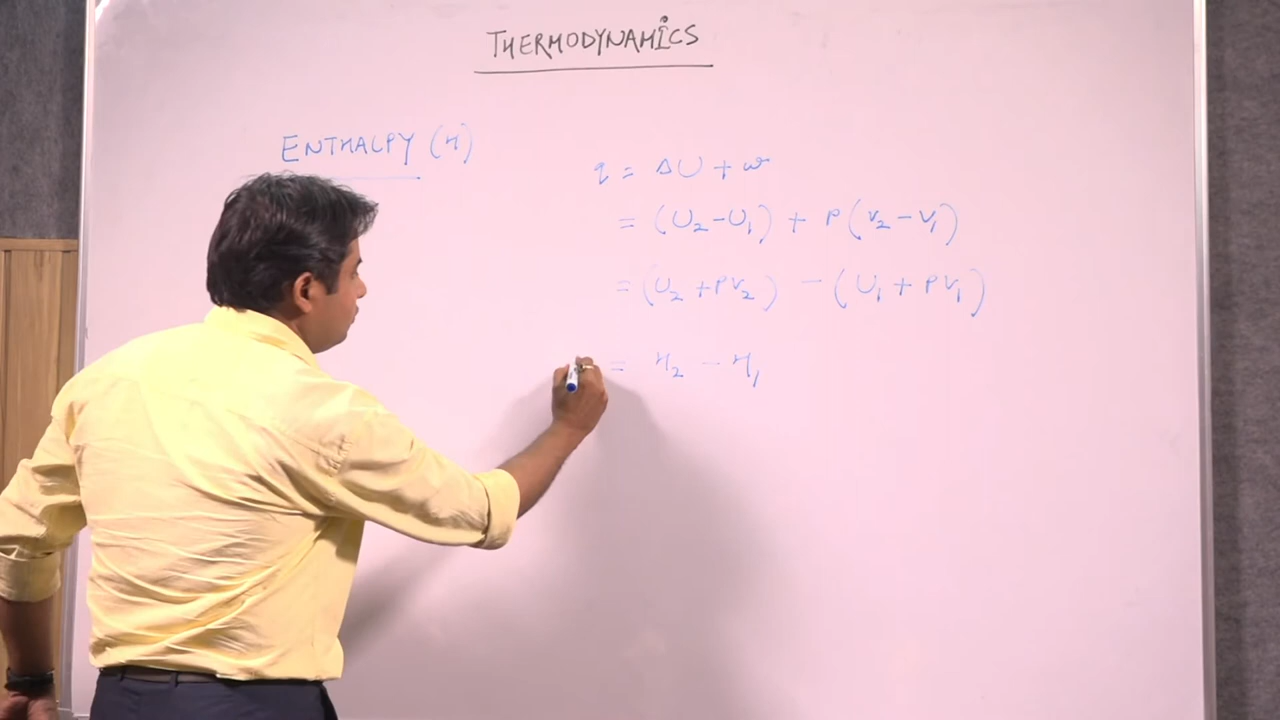 THERMODYNAMICS
ENTHALPY (H)
q = ΔU + w
= (U₂ - U₁) + P(V₂ - V₁)
= (U₂ + PV₂) - (U₁ + PV₁)
= H₂ - H₁